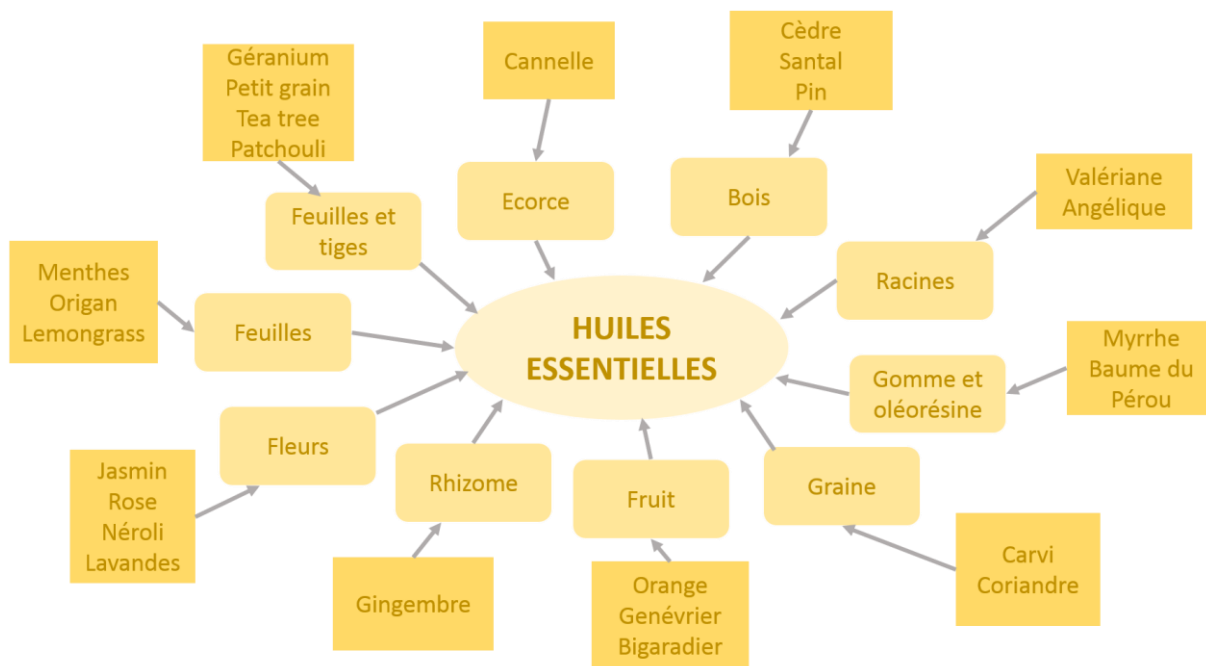 Géranium
Petit grain
Tea tree
Patchouli
Cannelle
Cèdre
Santal
Pin
Feuilles et
tiges
Ecorce
Bois
Valériane
Angélique
Menthes
Origan
Lemongrass
Feuilles
Racines
HUILES
ESSENTIELLES
Myrrhe
Baume du
Pérou
Gomme et
oléorésine
Fleurs
Rhizome
Fruit
Graine
Jasmin
Rose
Néroli
Lavandes
Gingembre
Orange
Genévrier
Bigaradier
Carvi
Coriandre